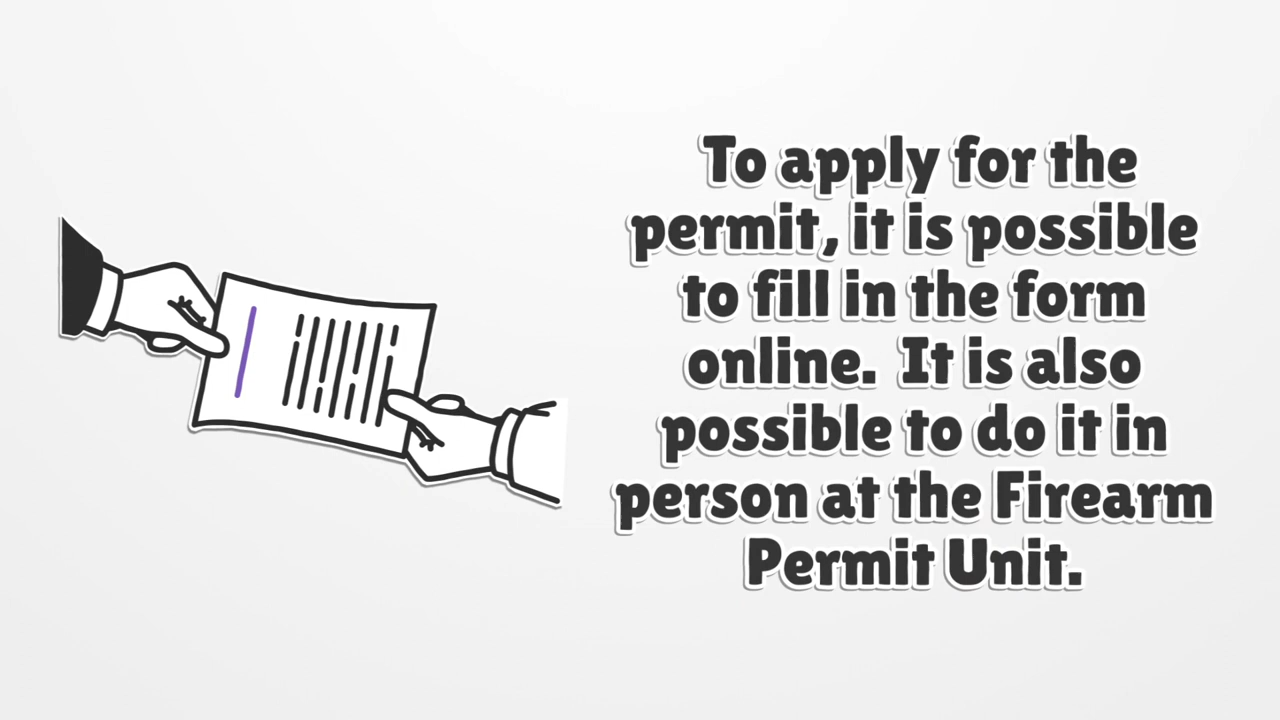 To apply for the
permit, it is possible
to fill in the form
online.  It is also
possible to do it in
person at the Firearm
Permit Unit.